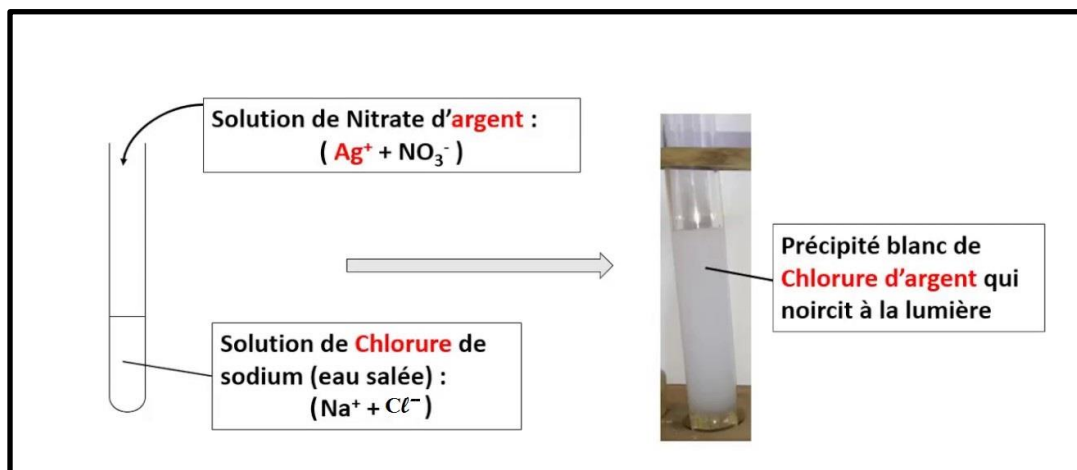 Solution de Nitrate d'argent :
( Ag⁺ + NO₃⁻ )
Précipité blanc de
Chlorure d'argent qui
noircit à la lumière
Solution de Chlorure de
sodium (eau salée) :
(Na⁺ + Cℓ⁻ )